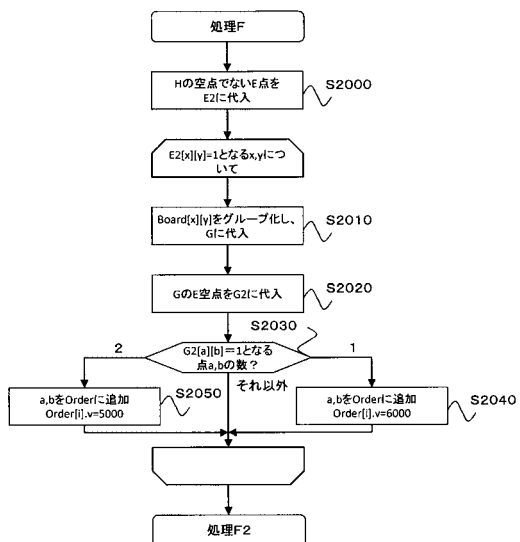 処理F
Hの空点でないE点を
E2に代入
S2000
E2[x][y]=1となるx,yにつ
いて
Board[x][y]をグループ化し、
Gに代入
S2010
GのE空点をG2に代入
S2020
S2030
G2[a][b]=1となる
点a,bの数?
2
1
それ以外
a,bをOrderに追加
Order[i].v=5000
S2050
a,bをOrderに追加
Order[i].v=6000
S2040
処理F2